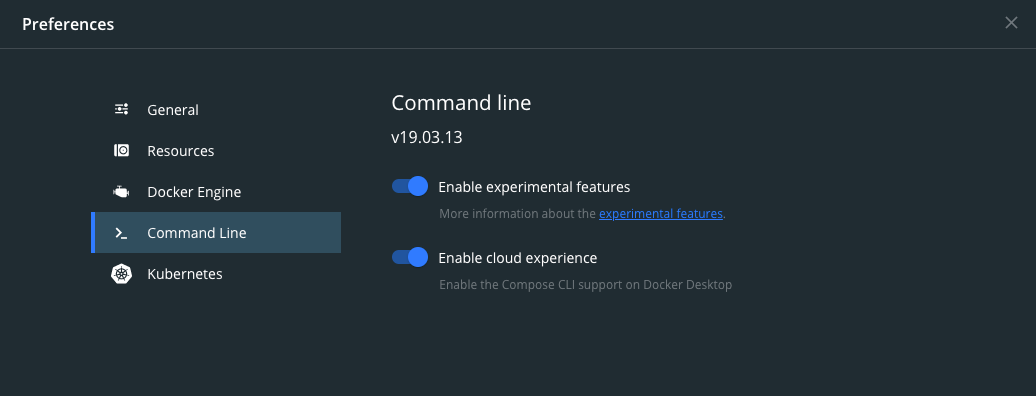 Preferences
General
Resources
Docker Engine
Command Line
Kubernetes
Command line
v19.03.13
Enable experimental features
More information about the experimental features.
Enable cloud experience
Enable the Compose CLI support on Docker Desktop